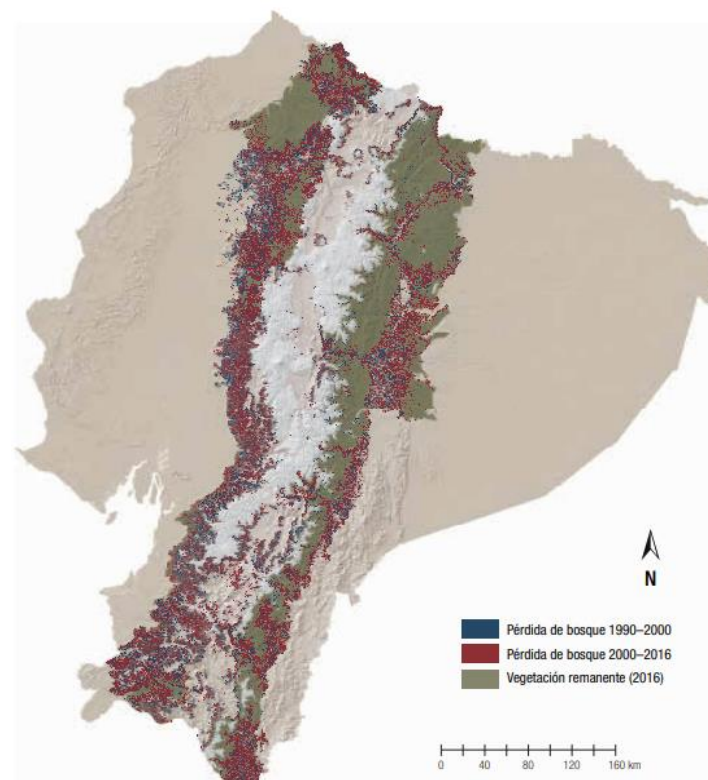 N
Pérdida de bosque 1990–2000
Pérdida de bosque 2000–2016
Vegetación remanente (2016)
0 40 80 120 160 km